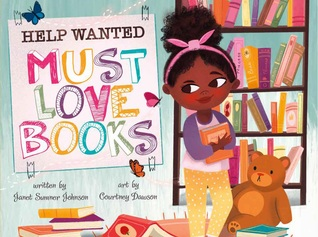 HELP WANTED
MUST
LOVE
BOOKS
written by
Janet Sumner Johnson
art by
Courtney Dawson